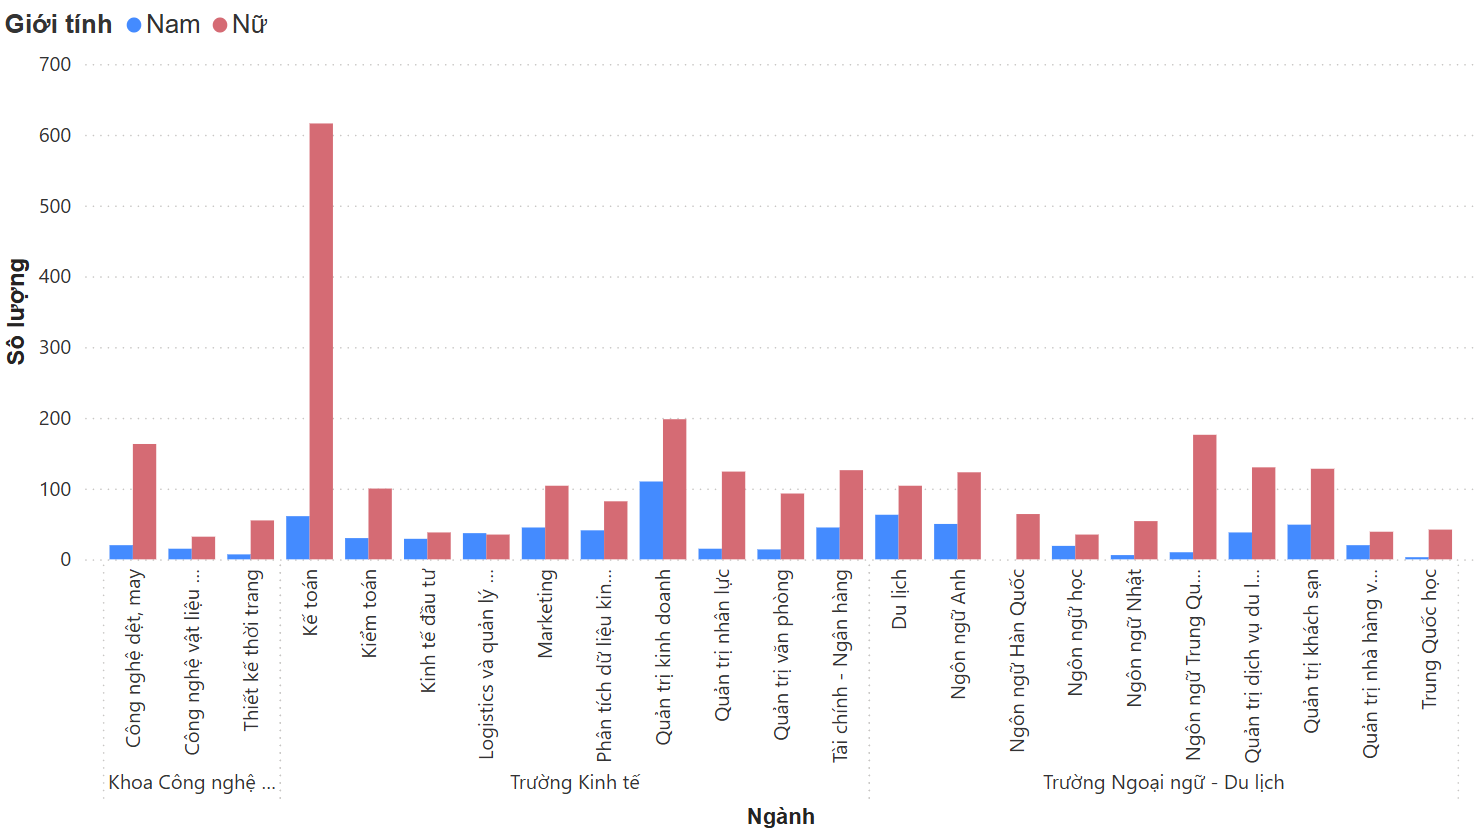 Giới tính Nam Nữ
700
600
500
400
300
200
100
0
Số lượng
Công nghệ dệt, may
Công nghệ vật liệu ...
Thiết kế thời trang
Kế toán
Kiểm toán
Kinh tế đầu tư
Logistics và quản lý ...
Marketing
Phân tích dữ liệu kin...
Quản trị kinh doanh
Quản trị nhân lực
Quản trị văn phòng
Tài chính - Ngân hàng
Du lịch
Ngôn ngữ Anh
Ngôn ngữ Hàn Quốc
Ngôn ngữ học
Ngôn ngữ Nhật
Ngôn ngữ Trung Qu...
Quản trị dịch vụ du l...
Quản trị khách sạn
Quản trị nhà hàng v...
Trung Quốc học
Khoa Công nghệ ...
Trường Kinh tế
Trường Ngoại ngữ - Du lịch
Ngành